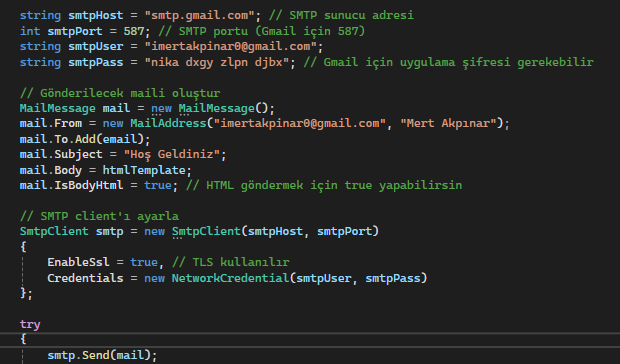 string smtpHost = "smtp.gmail.com"; // SMTP sunucu adresi
int smtpPort = 587; // SMTP portu (Gmail için 587)
string smtpUser = "imertakpinar0@gmail.com";
string smtpPass = "nika dxgy zlpn djbx"; // Gmail için uygulama şifresi gerekebilir
// Gönderilecek maili oluştur
MailMessage mail = new MailMessage();
mail.From = new MailAddress("imertakpinar0@gmail.com", "Mert Akpınar");
mail.To.Add(email);
mail.Subject = "Hoş Geldiniz";
mail.Body = htmlTemplate;
mail.IsBodyHtml = true; // HTML göndermek için true yapabilirsin
// SMTP client'ı ayarla
SmtpClient smtp = new SmtpClient(smtpHost, smtpPort)
{
EnableSsl = true, // TLS kullanılır
Credentials = new NetworkCredential(smtpUser, smtpPass)
};
try
{
smtp.Send(mail);